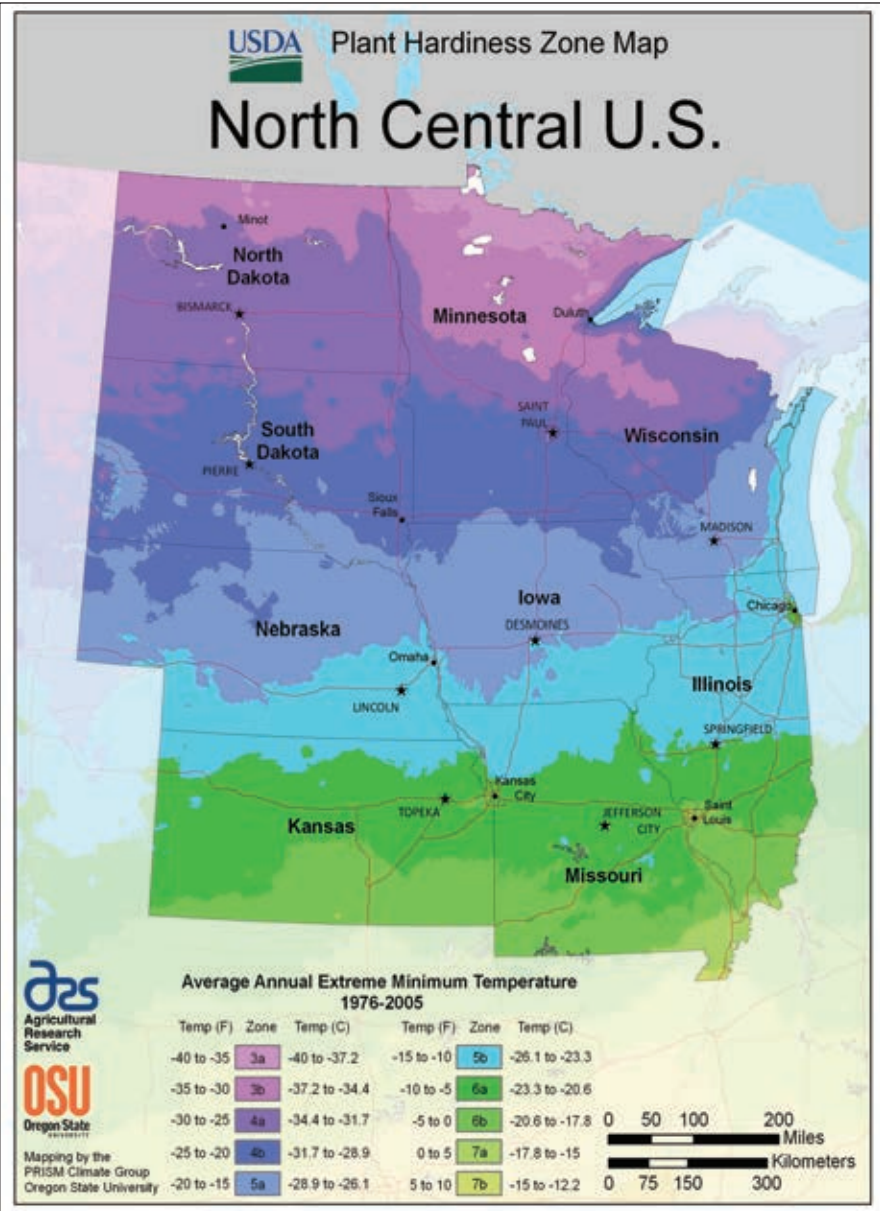 USDA Plant Hardiness Zone Map
North Central U.S.
Minot
North
Dakota
BISMARCK
Minnesota
Duluth
SAINT
PAUL
South
Dakota
Wisconsin
PIERRE
Sioux
Falls
MADISON
Iowa
Chicago
DESMOINES
Nebraska
Omaha
Illinois
LINCOLN
SPRINGFIELD
Kansas
City
TOPEKA
JEFFERSON
CITY
Saint
Louis
Kansas
Missouri
ars
Agricultural
Research
Service
OSU
Oregon State
UNIVERSITY
Mapping by the
PRISM Climate Group
Oregon State University
Average Annual Extreme Minimum Temperature
1976-2005
Temp (F) Zone Temp (C) Temp (F) Zone Temp (C)
-40 to -35 3a -40 to -37.2 -15 to -10 5b -26.1 to -23.3
-35 to -30 3b -37.2 to -34.4 -10 to -5 6a -23.3 to -20.6
-30 to -25 4a -34.4 to -31.7 -5 to 0 6b -20.6 to -17.8
-25 to -20 4b -31.7 to -28.9 0 to 5 7a -17.8 to -15
-20 to -15 5a -28.9 to -26.1 5 to 10 7b -15 to -12.2
0 50 100 200
Miles
Kilometers
0 75 150 300